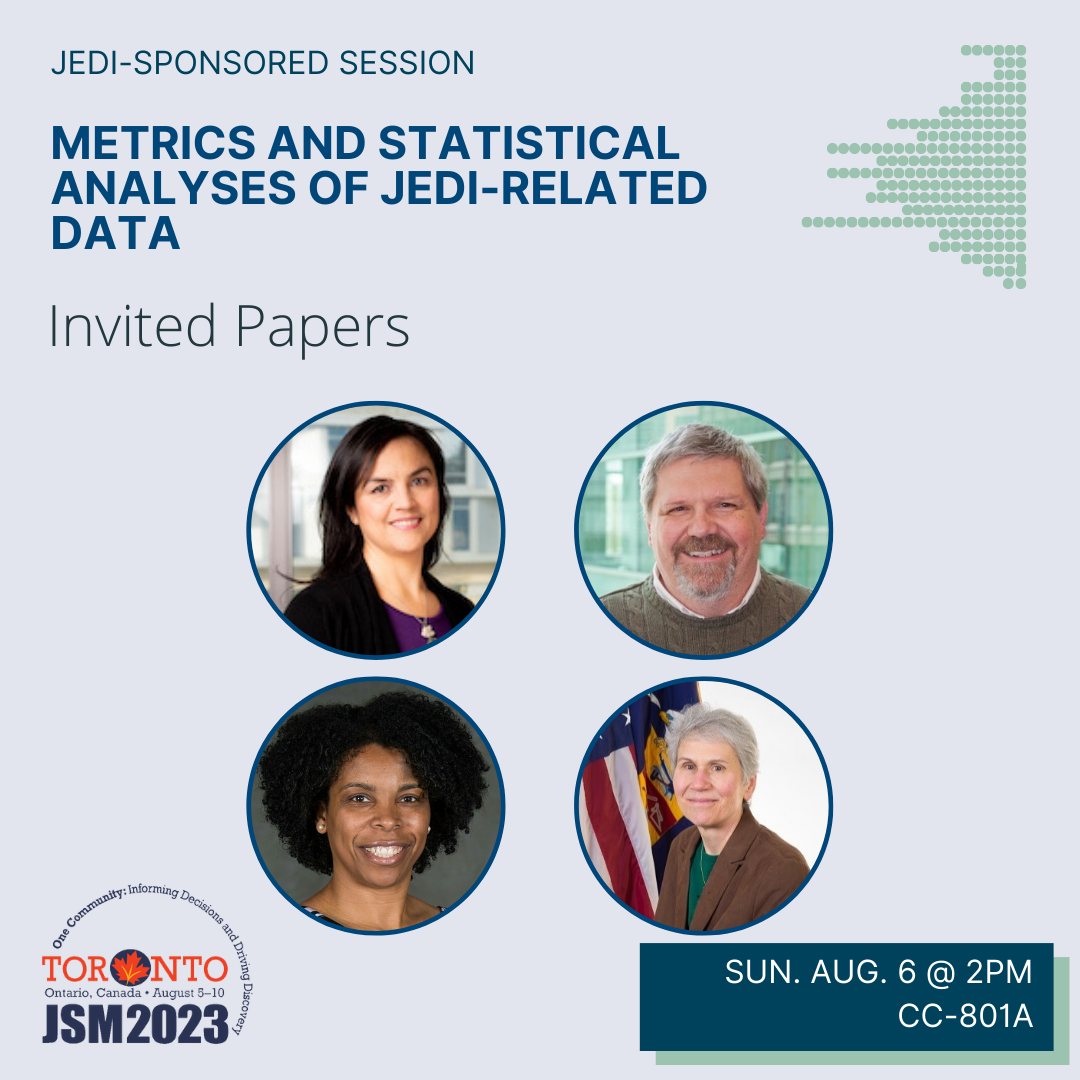 JEDI-SPONSORED SESSION
METRICS AND STATISTICAL
ANALYSES OF JEDI-RELATED
DATA
Invited Papers
One Community: Informing Decisions and Driving Discovery
TORONTO
Ontario, Canada • August 5–10
JSM2023
SUN. AUG. 6 @ 2PM
CC-801A